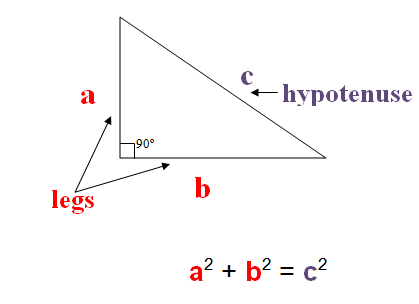 c
a
hypotenuse
90°
b
legs
a² + b² = c²